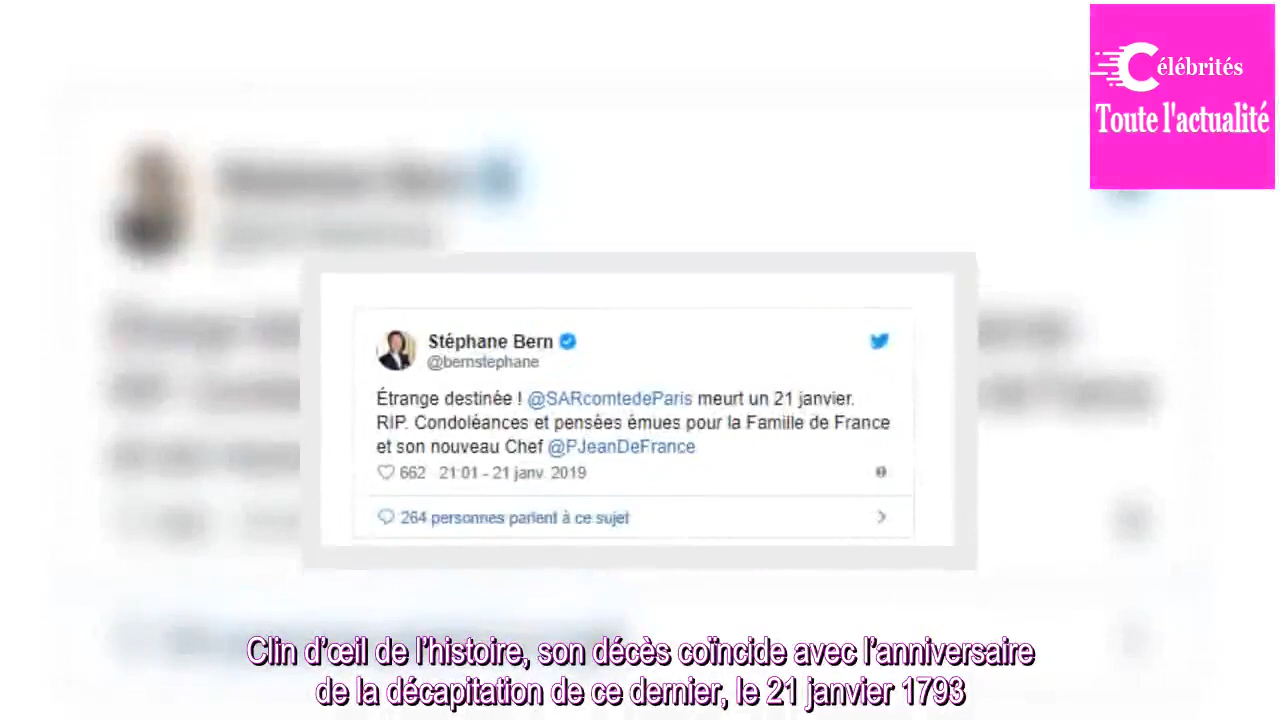 Célébrités
Toute l'actualité
Stéphane Bern
@bernstephane
Étrange destinée ! @SARcomtedeParis meurt un 21 janvier.
RIP. Condoléances et pensées émues pour la Famille de France
et son nouveau Chef @PJeanDeFrance
662 21:01 - 21 janv. 2019
264 personnes parlent à ce sujet
Clin d'œil de l'histoire, son décès coïncide avec l'anniversaire
de la décapitation de ce dernier, le 21 janvier 1793